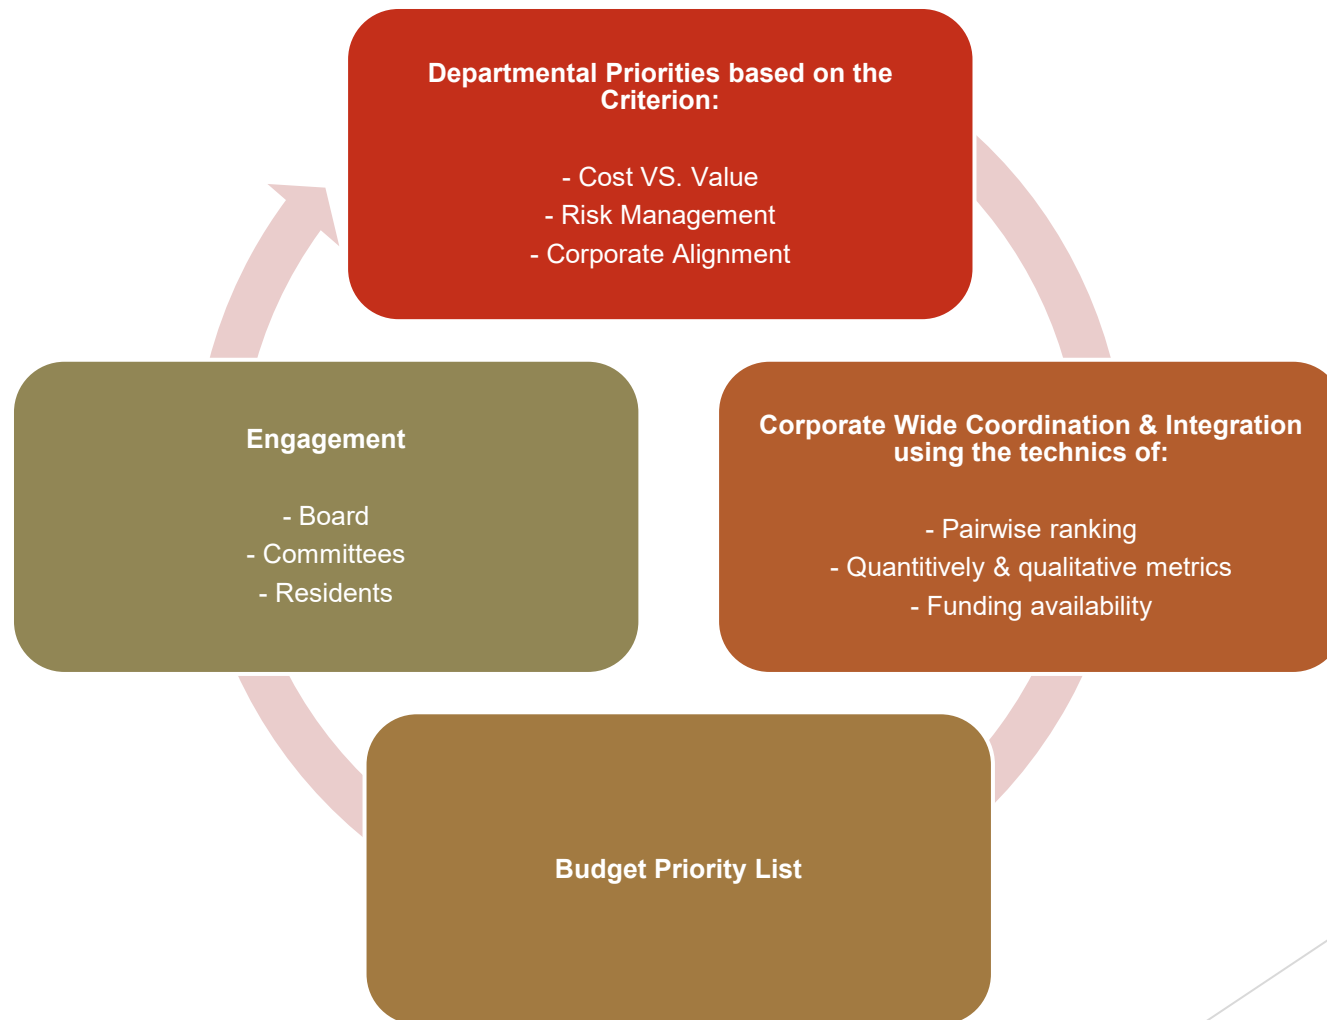 Departmental Priorities based on the
Criterion:
- Cost VS. Value
- Risk Management
- Corporate Alignment
Engagement
- Board
- Committees
- Residents
Corporate Wide Coordination & Integration
using the technics of:
- Pairwise ranking
- Quantitively & qualitative metrics
- Funding availability
Budget Priority List